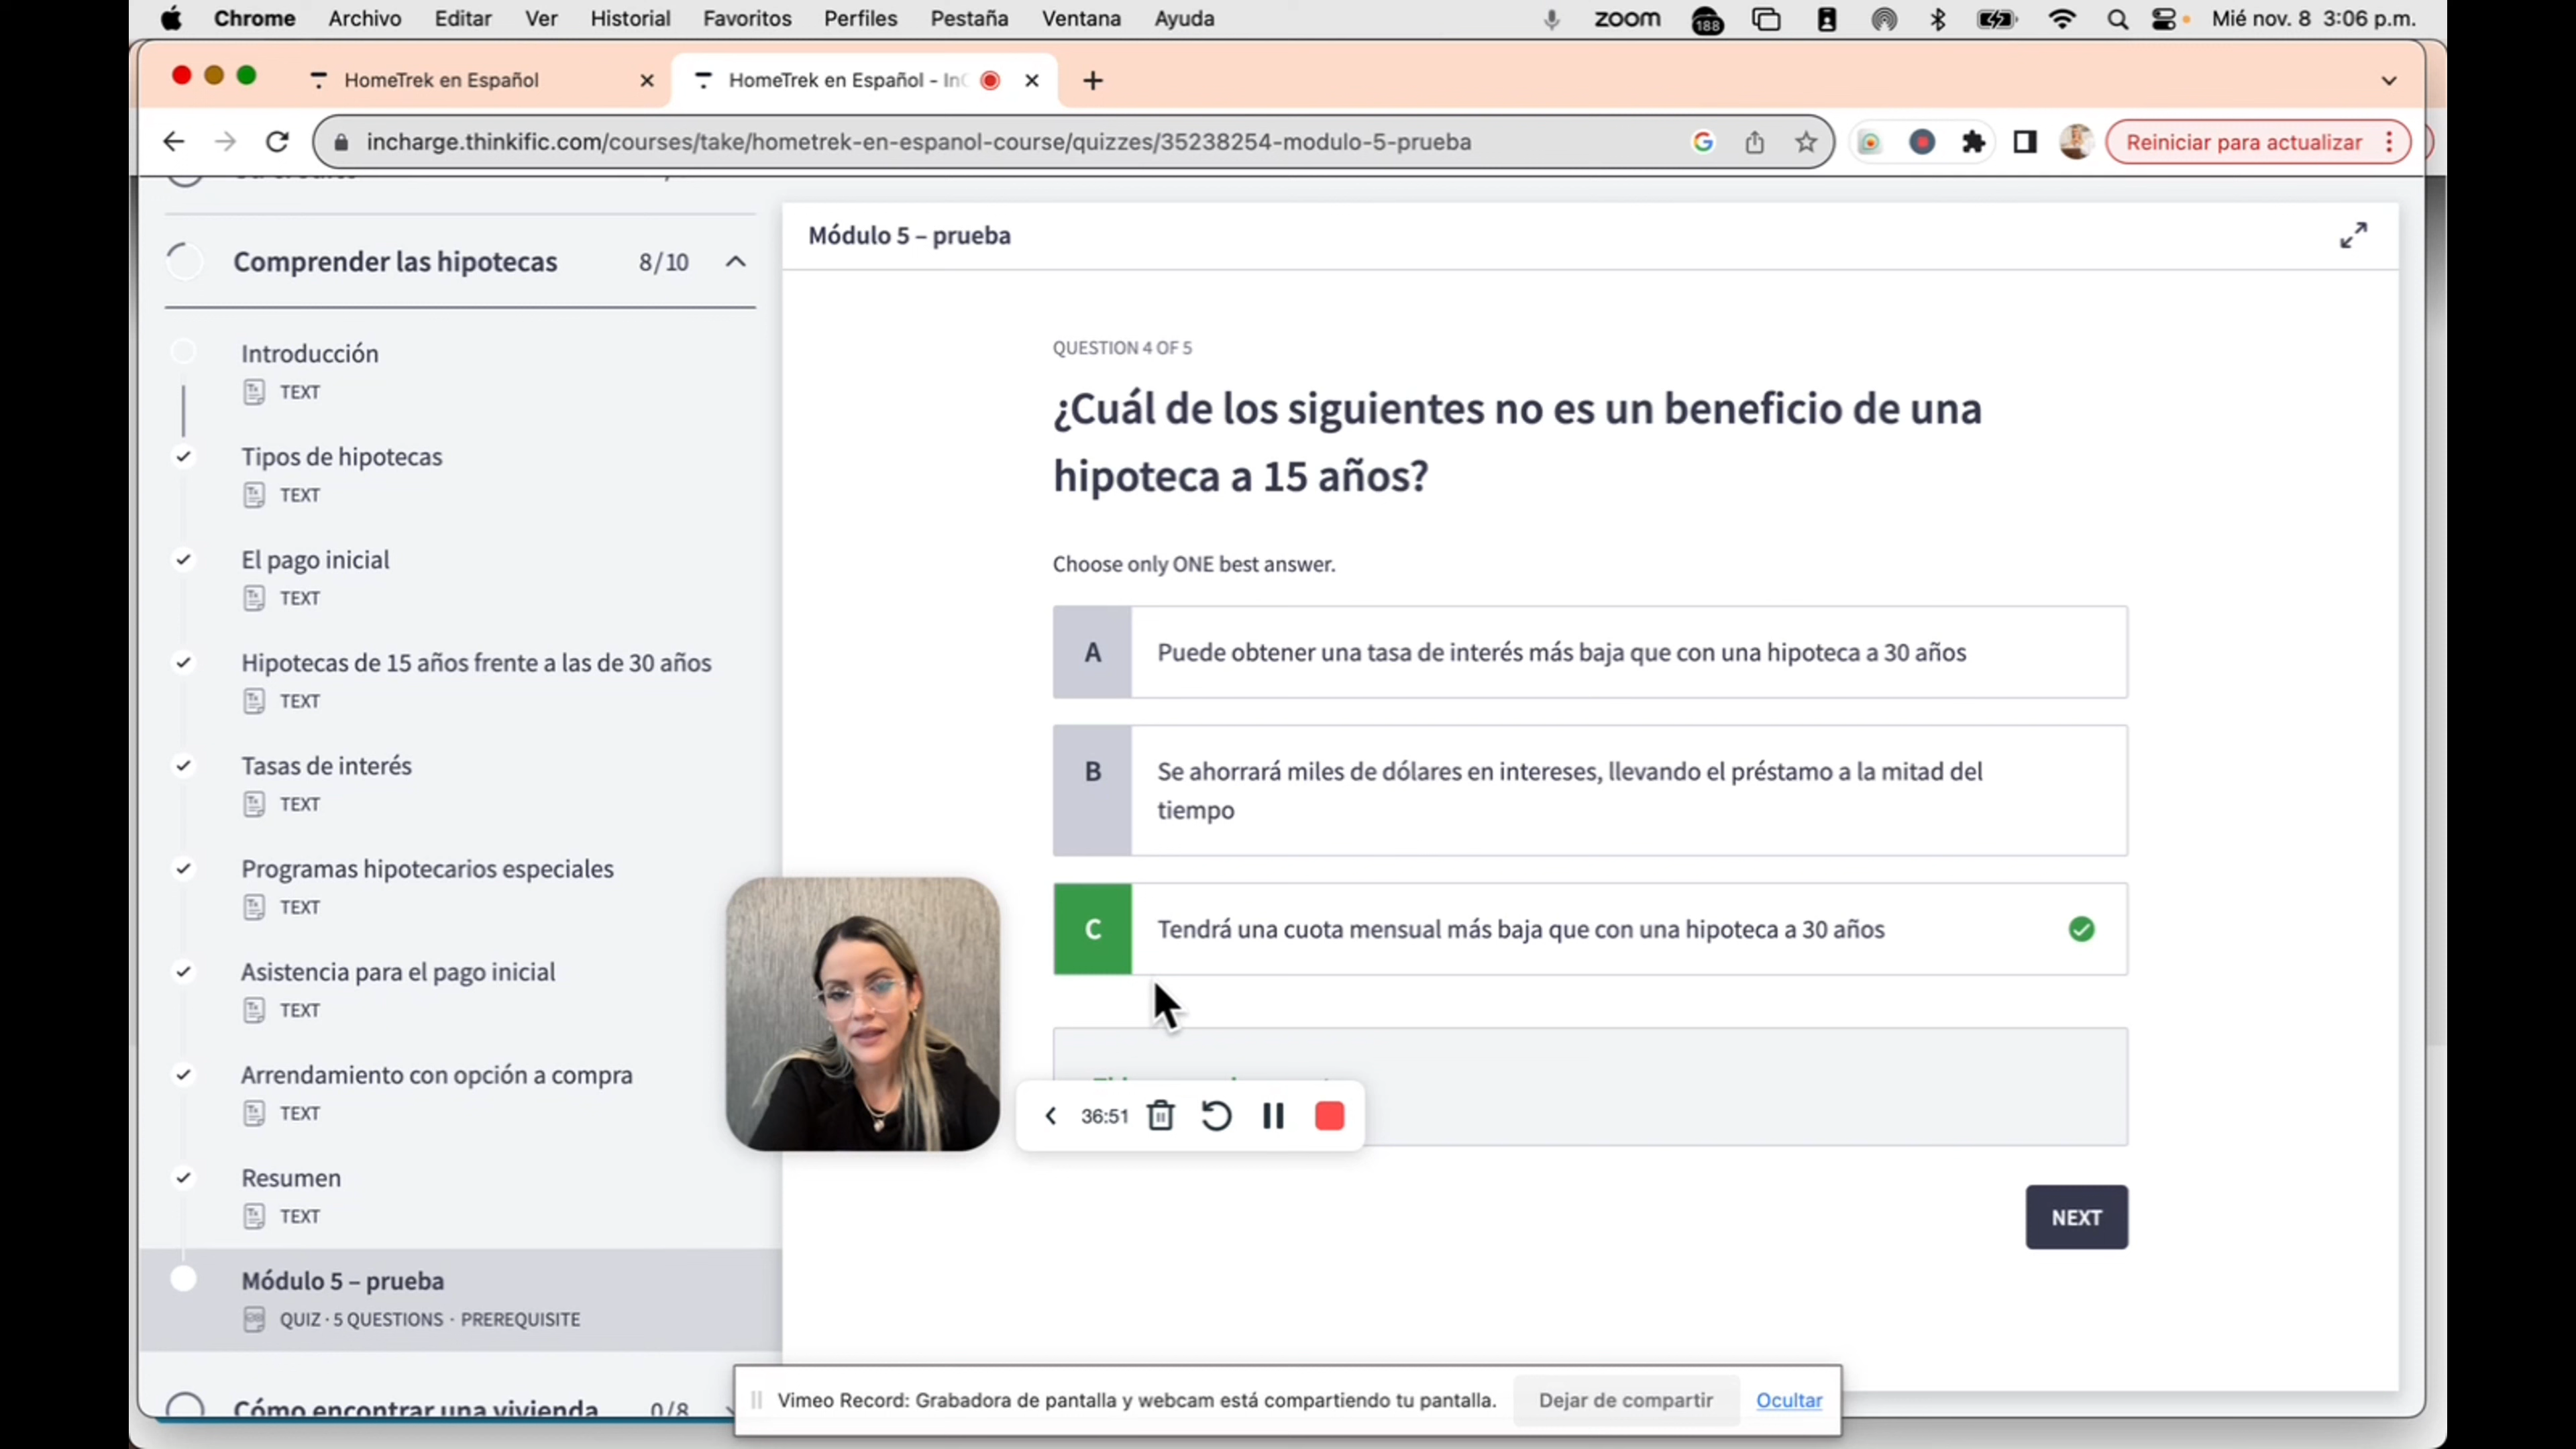 Chrome Archivo Editar Ver Historial Favoritos Perfiles Pestaña Ventana Ayuda zoom 188 Mié nov. 8 3:06 p.m.
HomeTrek en Español
HomeTrek en Español - InC
incharge.thinkific.com/courses/take/hometrek-en-espanol-course/quizzes/35238254-modulo-5-prueba
Reiniciar para actualizar
Comprender las hipotecas 8/10
Introducción
TEXT
Tipos de hipotecas
TEXT
El pago inicial
TEXT
Hipotecas de 15 años frente a las de 30 años
TEXT
Tasas de interés
TEXT
Programas hipotecarios especiales
TEXT
Asistencia para el pago inicial
TEXT
Arrendamiento con opción a compra
TEXT
Resumen
TEXT
Módulo 5 – prueba
QUIZ · 5 QUESTIONS · PREREQUISITE
Cómo encontrar una vivienda 0/8
Módulo 5 – prueba
QUESTION 4 OF 5
¿Cuál de los siguientes no es un beneficio de una
hipoteca a 15 años?
Choose only ONE best answer.
A Puede obtener una tasa de interés más baja que con una hipoteca a 30 años
B Se ahorrará miles de dólares en intereses, llevando el préstamo a la mitad del
tiempo
C Tendrá una cuota mensual más baja que con una hipoteca a 30 años
36:51
NEXT
Vimeo Record: Grabadora de pantalla y webcam está compartiendo tu pantalla. Dejar de compartir Ocultar